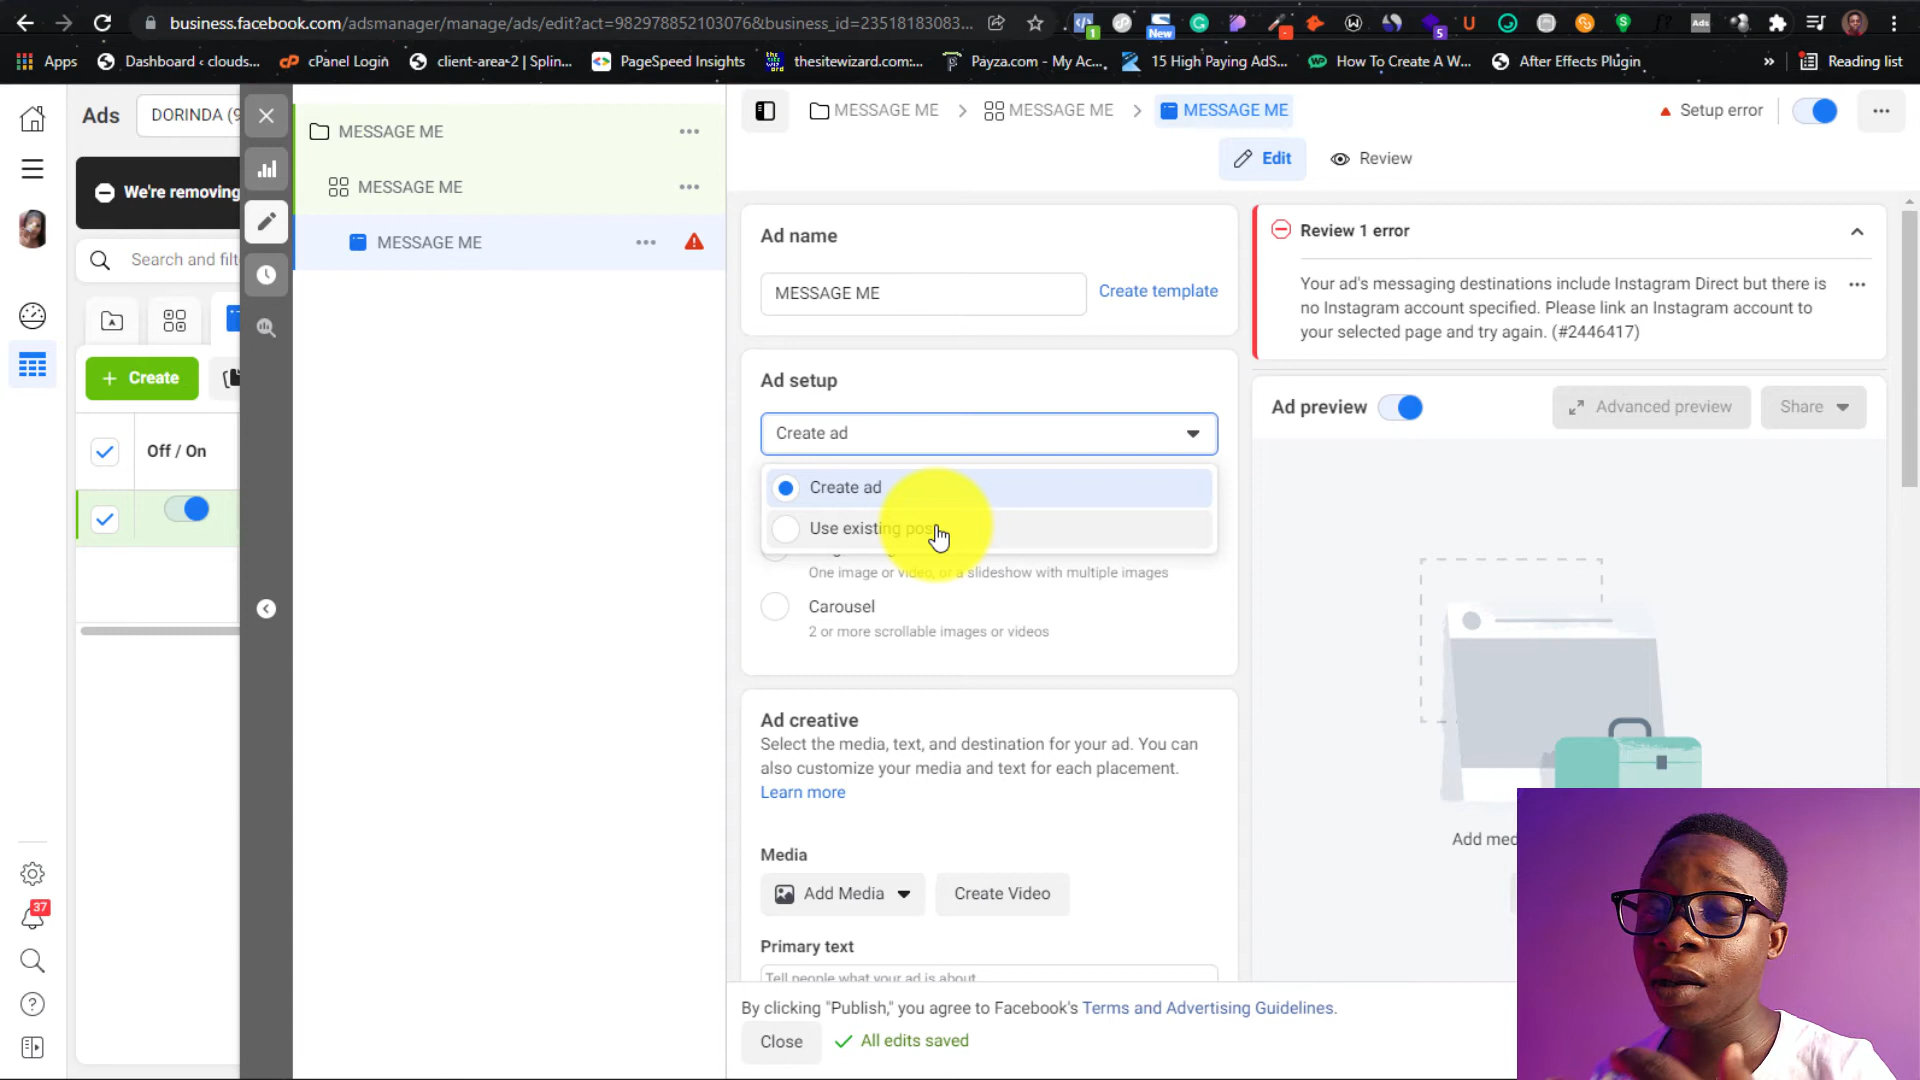 business.facebook.com/adsmanager/manage/ads/edit?act=982978852103076&business_id=23518183083...
1
New
5
Ads
Apps
Dashboard ‹ clouds...
cPanel Login
client-area-2 | Splin...
PageSpeed Insights
thesitewizard.com:...
Payza.com - My Ac...
15 High Paying AdS...
How To Create A W...
After Effects Plugin
»
Reading list
Ads
DORINDA (9
We're removing
Search and filt
+ Create
Off / On
37
MESSAGE ME
MESSAGE ME
MESSAGE ME
MESSAGE ME > MESSAGE ME > MESSAGE ME
Setup error
Edit
Review
Ad name
MESSAGE ME
Create template
Ad setup
Create ad
Create ad
Use existing pos
One image or video, or a slideshow with multiple images
Carousel
2 or more scrollable images or videos
Ad creative
Select the media, text, and destination for your ad. You can
also customize your media and text for each placement.
Learn more
Media
Add Media
Create Video
Primary text
Tell people what your ad is about
By clicking "Publish," you agree to Facebook's Terms and Advertising Guidelines.
Close
All edits saved
Review 1 error
Your ad's messaging destinations include Instagram Direct but there is
no Instagram account specified. Please link an Instagram account to
your selected page and try again. (#2446417)
Ad preview
Advanced preview
Share
Add med